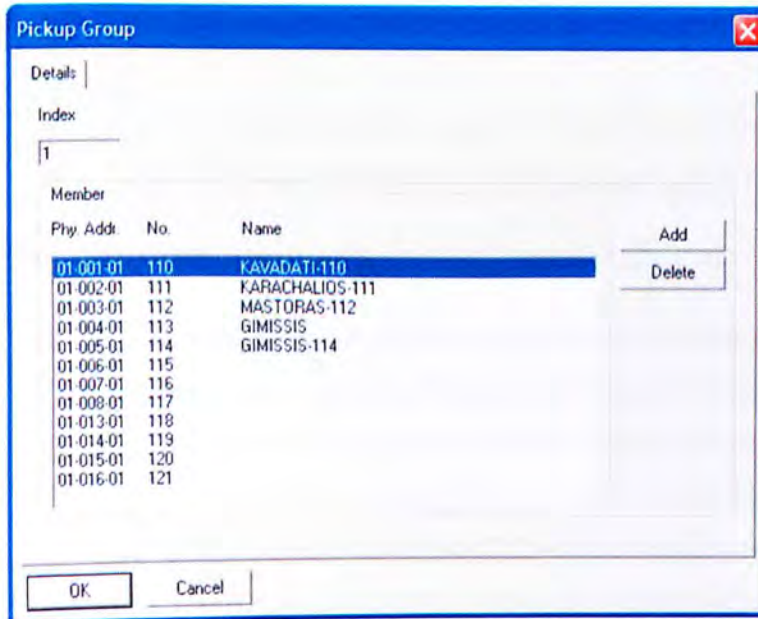 Pickup Group
Details
Index
1
Member
Phy. Addr. No. Name
Add
01-001-01 110 KAVADATI-110
Delete
01-002-01 111 KARACHALIOS-111
01-003-01 112 MASTORAS-112
01-004-01 113 GIMISSIS
01-005-01 114 GIMISSIS-114
01-006-01 115
01-007-01 116
01-008-01 117
01-013-01 118
01-014-01 119
01-015-01 120
01-016-01 121
OK Cancel